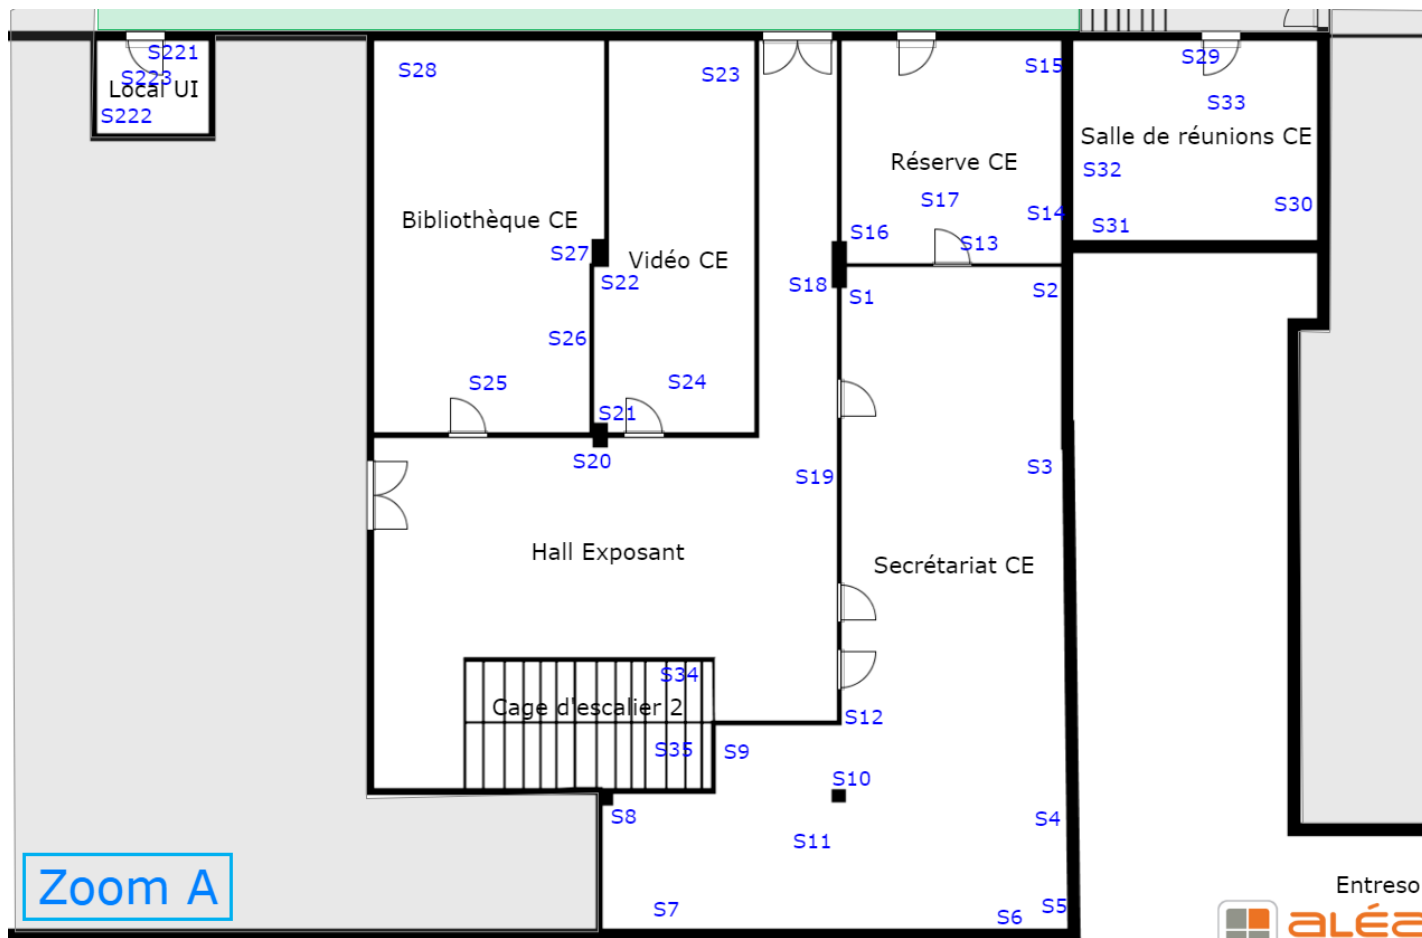 S221
S28
S23
S15
S29
S223
Local UI
S222
S33
Salle de réunions CE
Réserve CE
S32
S17
S30
S14
Bibliothèque CE
S31
S16
S13
S27
Vidéo CE
S22
S18
S1
S2
S26
S25
S24
S21
S20
S3
S19
Hall Exposant
Secrétariat CE
S34
Cage d'escalier 2
S12
S35
S9
S10
S8
S4
S11
Zoom A
Entreso
S7
S5
S6
aléa